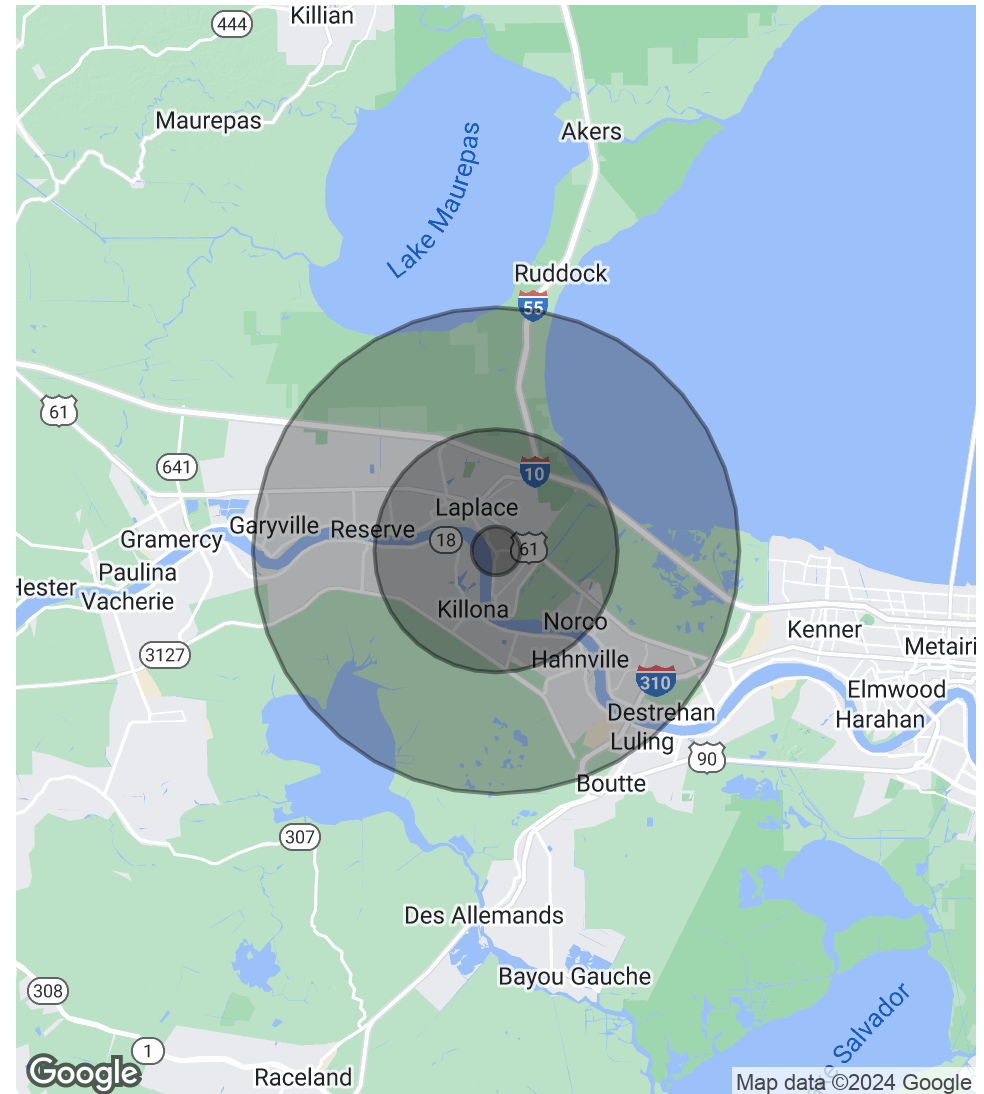 Killian
444
Maurepas
Akers
Lake Maurepas
Ruddock
55
61
10
641
Laplace
Garyville
Reserve
18
61
Gramercy
Paulina
Hester
Vacherie
Killona
Norco
Kenner
Metairi
3127
Hahnville
310
Elmwood
Destrehan
Harahan
Luling
90
Boutte
307
Des Allemands
Bayou Gauche
308
Salvador
1
Google
Raceland
Map data ©2024 Google